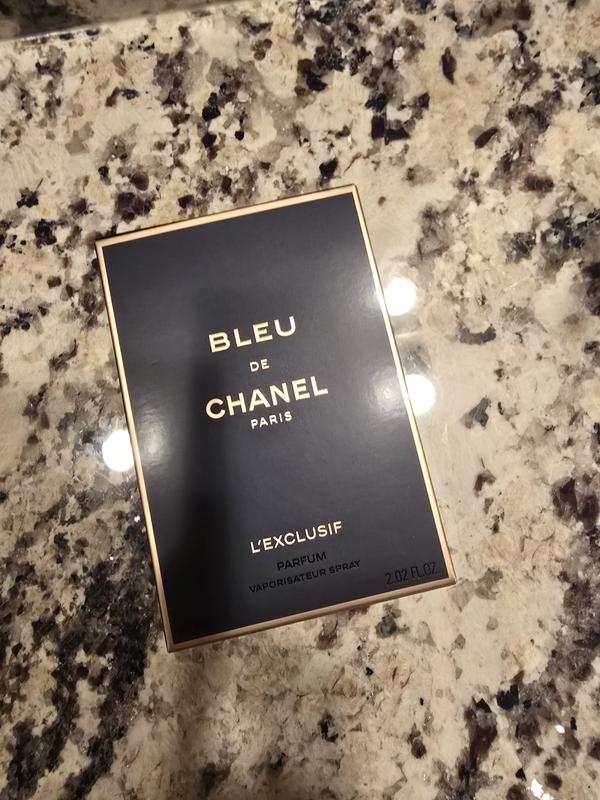 BLEU
DE
CHANEL
PARIS
L'EXCLUSIF
PARFUM
VAPORISATEUR SPRAY
2.02 FL.OZ.